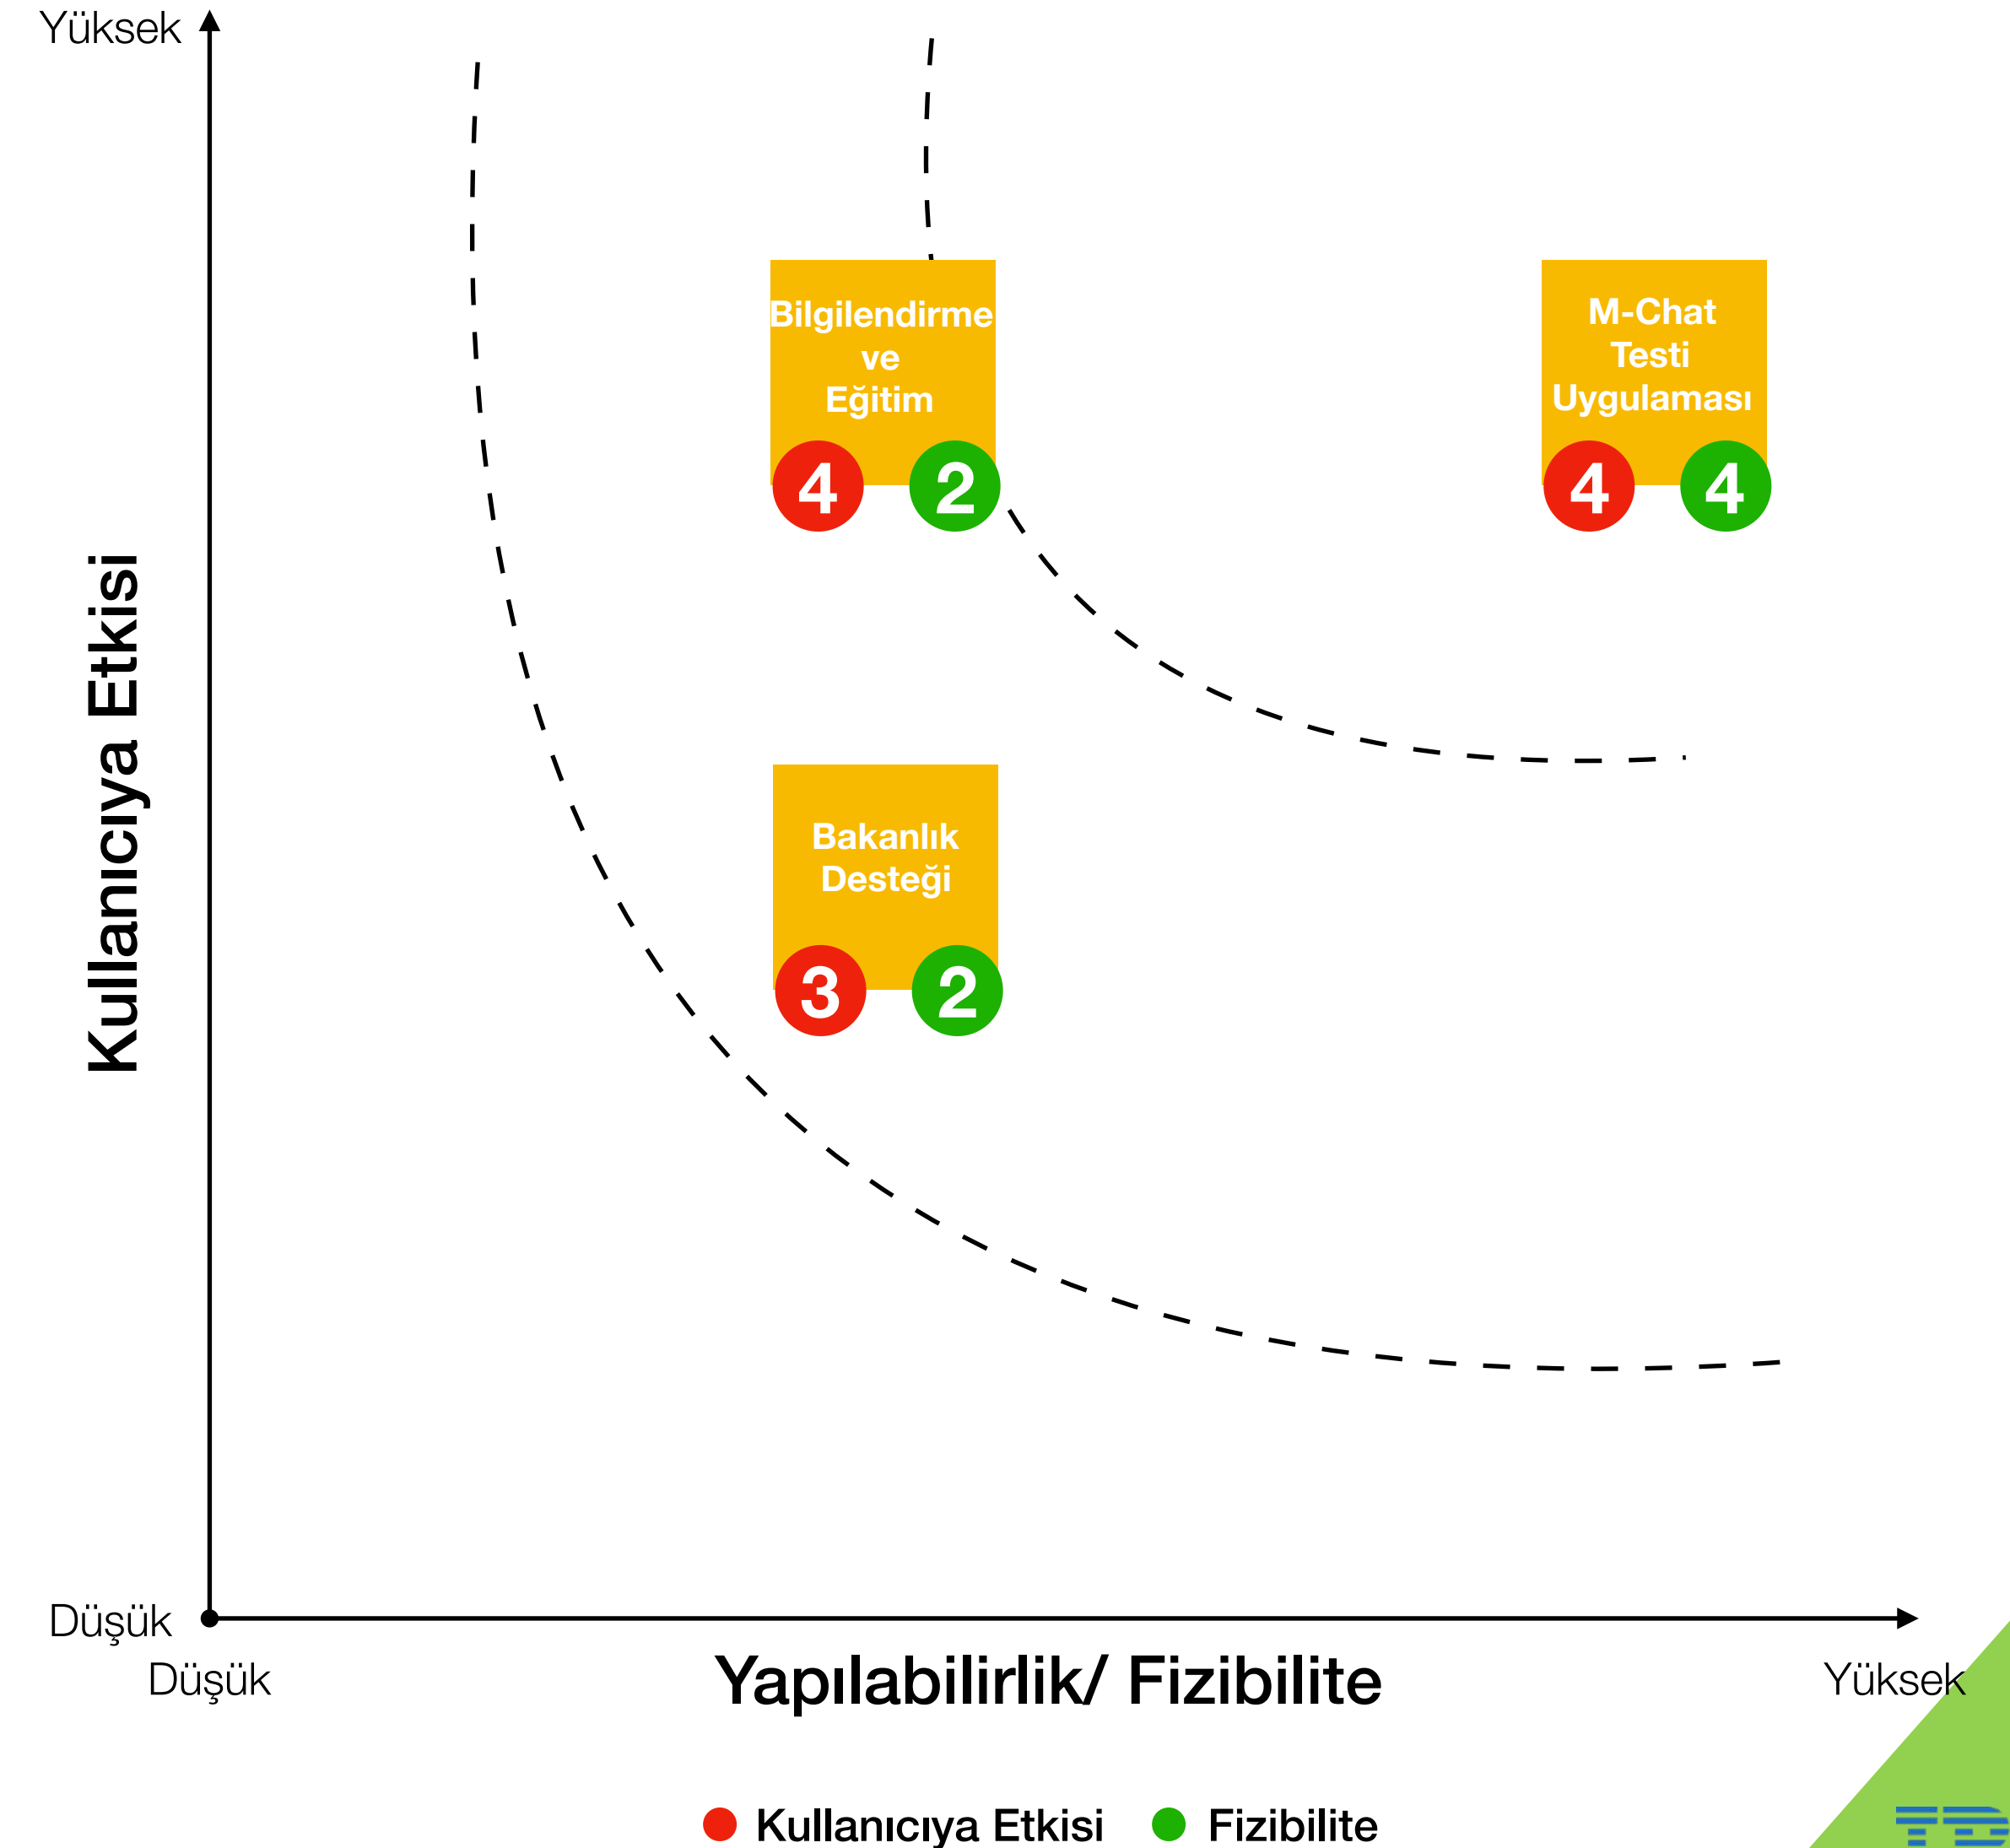 Yüksek
Kullanıcıya Etkisi
Bilgilendirme
ve
Eğitim
4
2
M-Chat
Testi
Uygulaması
4
4
Bakanlık
Desteği
3
2
Düşük
Düşük
Yapılabilirlik/ Fizibilite
Yüksek
Kullanıcıya Etkisi
Fizibilite